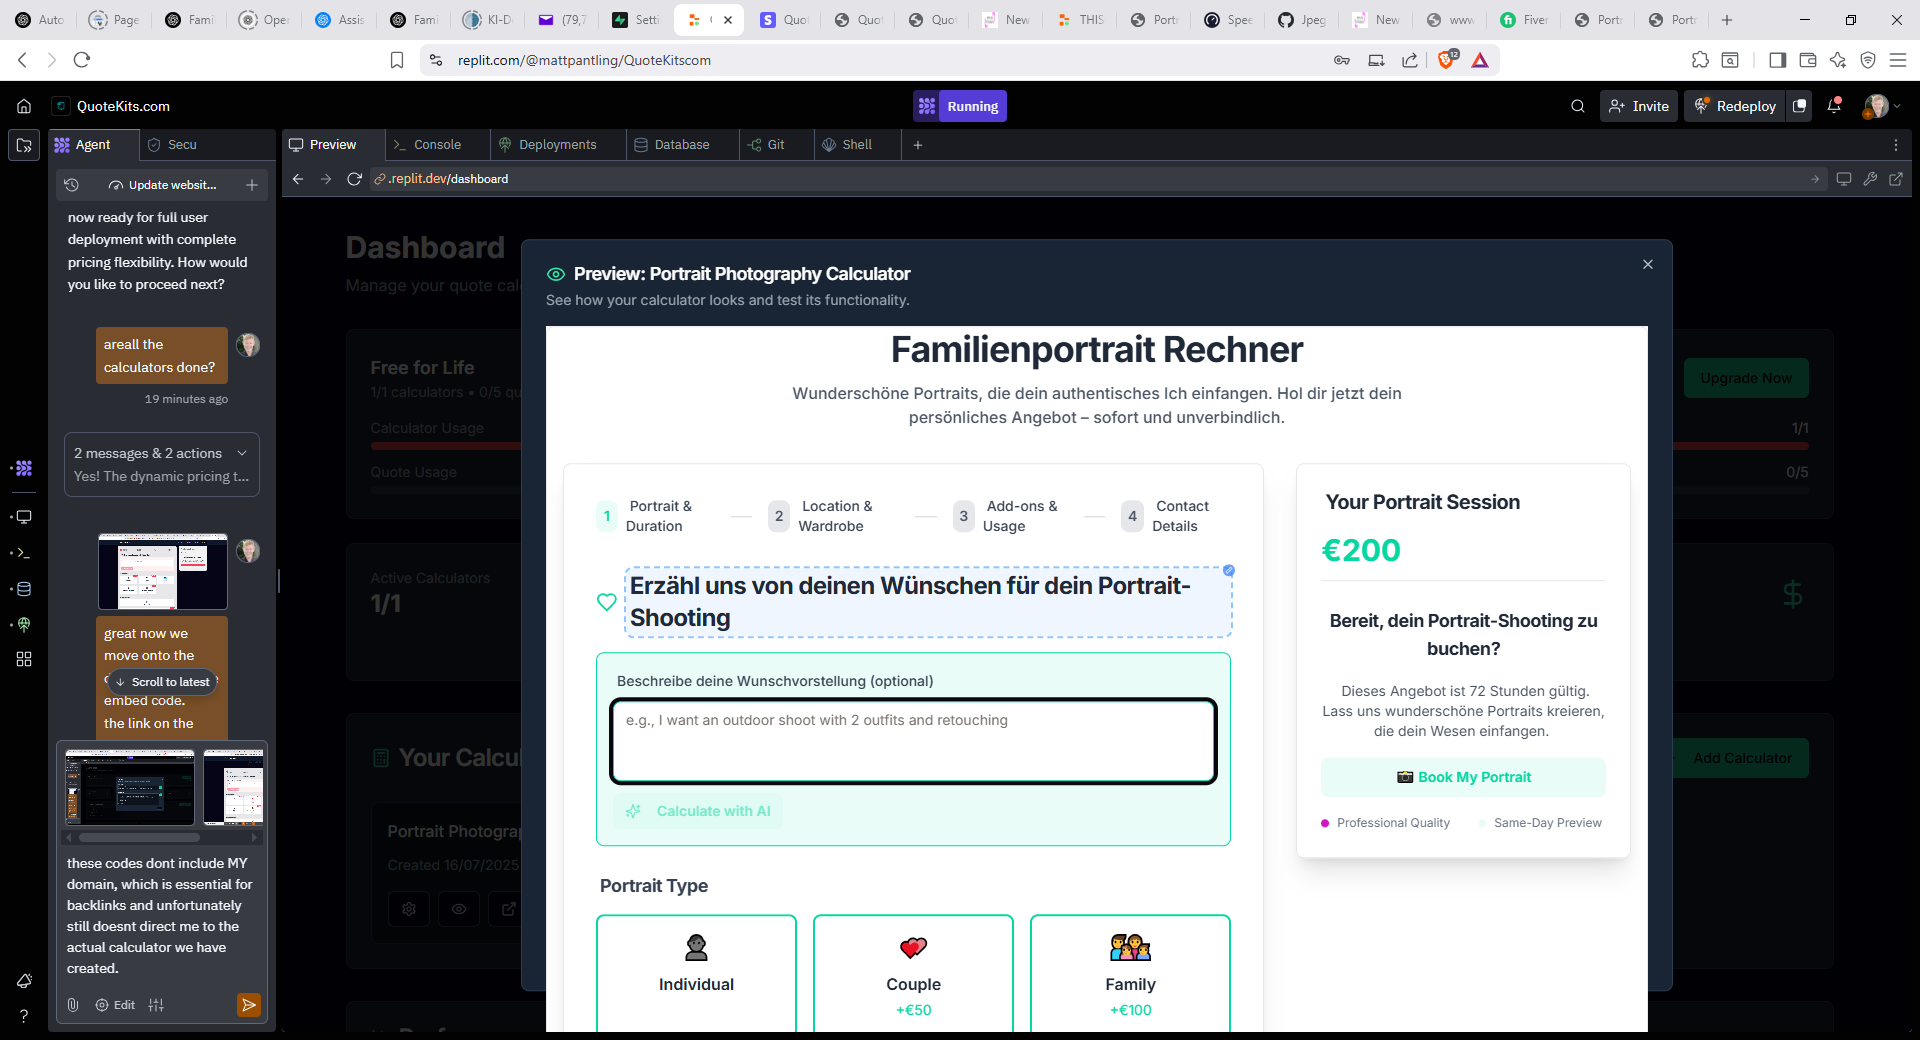 Auto
Page
Fami
Oper
Assis
Fami
KI-D
(79,7
Setti
Quot
Quot
Quo
New
THIS
Portr
Spee
Jpeg
New
www
Fiver
Portr
Portr
replit.com/@mattpantling/QuoteKitscom
12
QuoteKits.com
Running
Invite
Redeploy
Agent
Secu
Preview
Console
Deployments
Database
Git
Shell
Update websit...
.replit.dev/dashboard
now ready for full user
deployment with complete
pricing flexibility. How would
you like to proceed next?
areall the
calculators done?
19 minutes ago
2 messages & 2 actions
Yes! The dynamic pricing t...
great now we
move onto the
Scroll to latest
embed code.
the link on the
these codes dont include MY
domain, which is essential for
backlinks and unfortunately
still doesnt direct me to the
actual calculator we have
created.
Edit
Dashboard
Manage your quote cal
Free for Life
1/1 calculators • 0/5 qu
Calculator Usage
Quote Usage
Upgrade Now
1/1
0/5
Active Calculators
1/1
$
Your Calcu
Add Calculator
Portrait Photograp
Created 16/07/2025
Preview: Portrait Photography Calculator
See how your calculator looks and test its functionality.
Familienportrait Rechner
Wunderschöne Portraits, die dein authentisches Ich einfangen. Hol dir jetzt dein
persönliches Angebot – sofort und unverbindlich.
1 Portrait & Duration
2 Location & Wardrobe
3 Add-ons & Usage
4 Contact Details
Erzähl uns von deinen Wünschen für dein Portrait-
Shooting
Beschreibe deine Wunschvorstellung (optional)
e.g., I want an outdoor shoot with 2 outfits and retouching
Calculate with AI
Portrait Type
Individual
Couple
+€50
Family
+€100
Your Portrait Session
€200
Bereit, dein Portrait-Shooting zu
buchen?
Dieses Angebot ist 72 Stunden gültig.
Lass uns wunderschöne Portraits kreieren,
die dein Wesen einfangen.
Book My Portrait
Professional Quality
Same-Day Preview